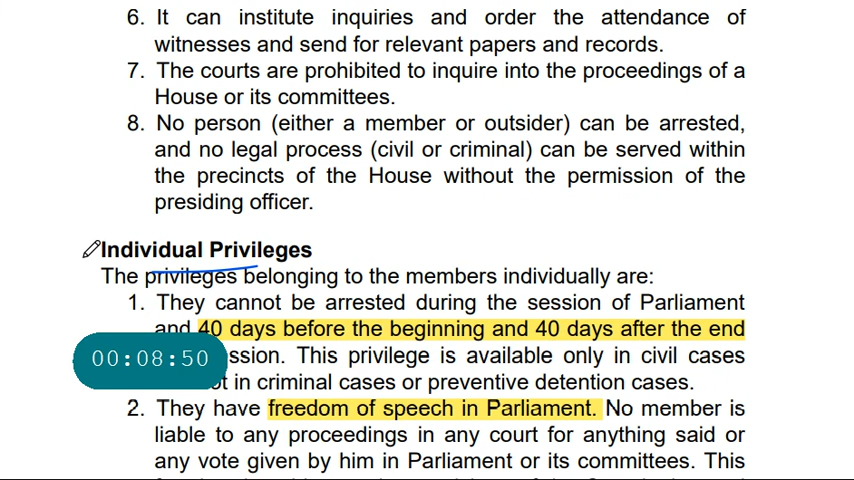 6. It can institute inquiries and order the attendance of
witnesses and send for relevant papers and records.
7. The courts are prohibited to inquire into the proceedings of a
House or its committees.
8. No person (either a member or outsider) can be arrested,
and no legal process (civil or criminal) can be served within
the precincts of the House without the permission of the
presiding officer.
Individual Privileges
The privileges belonging to the members individually are:
1. They cannot be arrested during the session of Parliament
and 40 days before the beginning and 40 days after the end
00:08:50
This privilege is available only in civil cases
in criminal cases or preventive detention cases.
2. They have freedom of speech in Parliament. No member is
liable to any proceedings in any court for anything said or
any vote given by him in Parliament or its committees. This